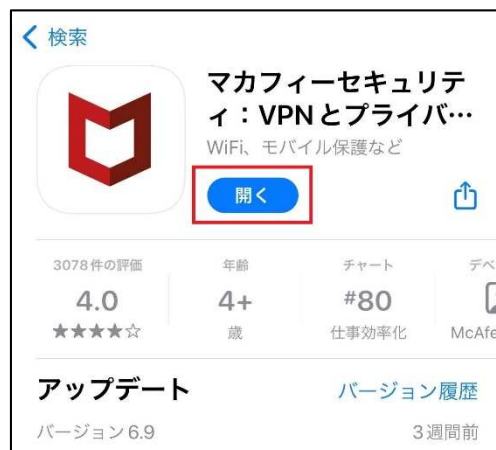 検索
マカフィーセキュリテ
ィ：VPNとプライバ…
WiFi、モバイル保護など
開く
3078件の評価 年齢 チャート デベ
4.0 4+ #80
★★★★☆ 歳 仕事効率化 McAfe
アップデート バージョン履歴
バージョン 6.9 3週間前